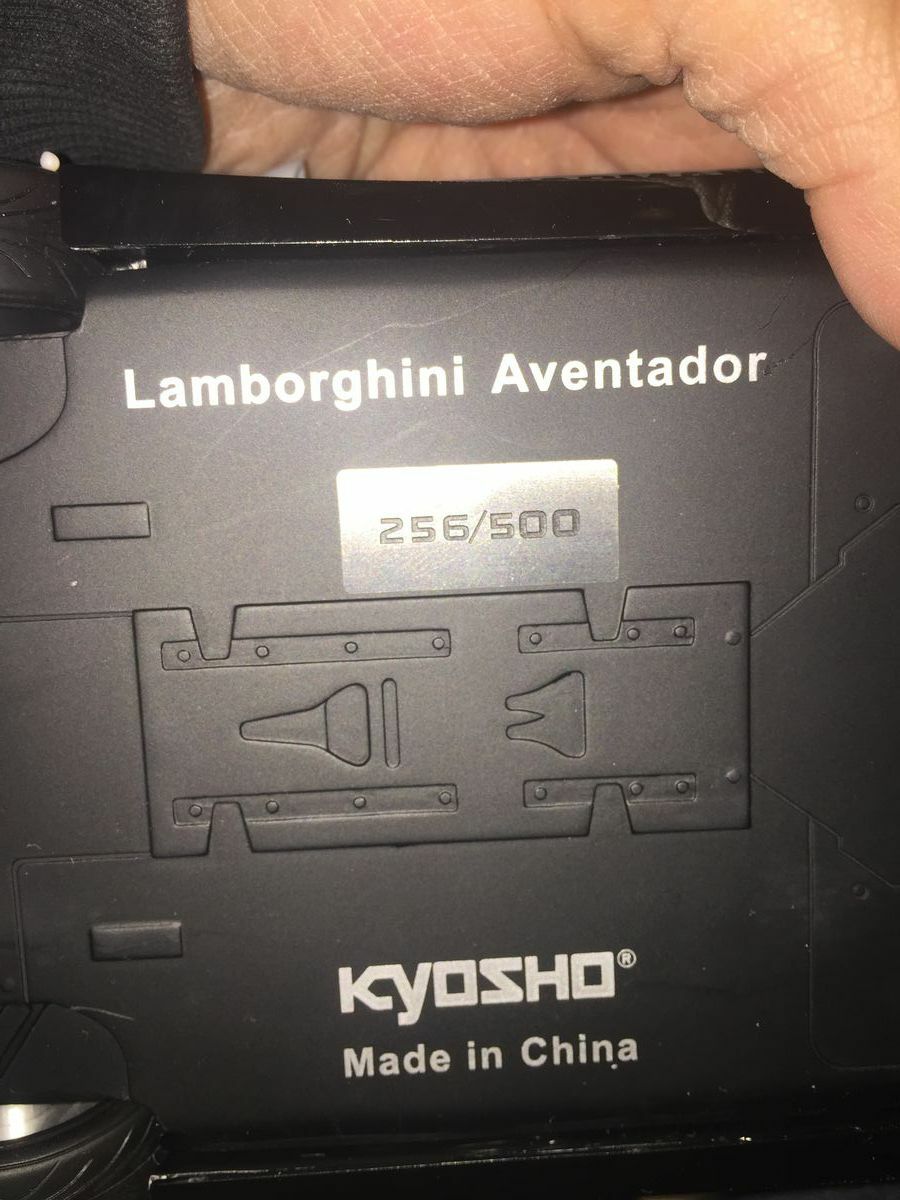 Lamborghini Aventador
256/500
KYOSHO®
Made in China